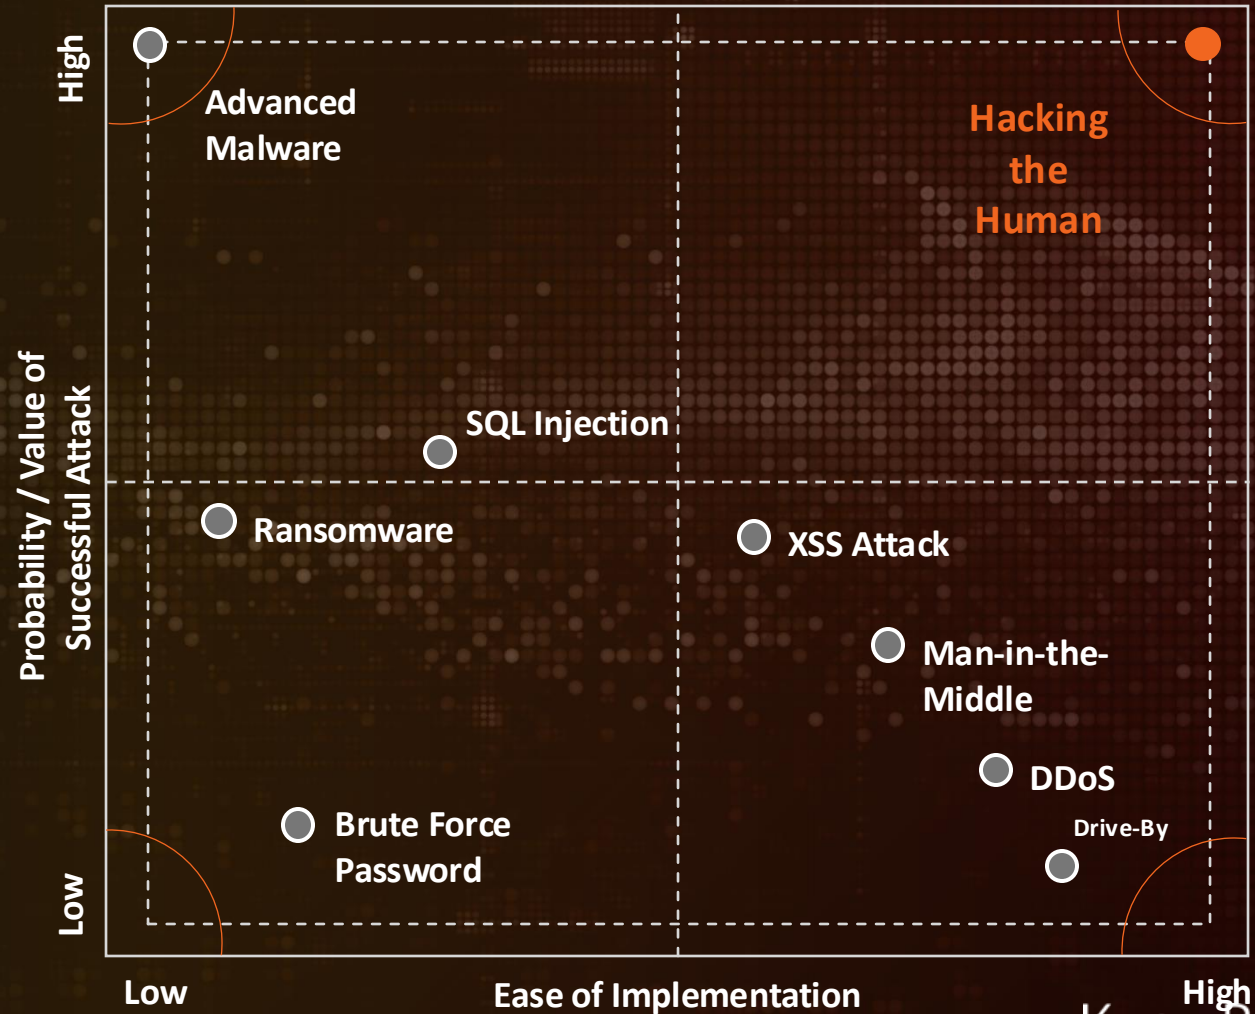 High
Advanced
Malware
Hacking
the
Human
Probability / Value of
Successful Attack
SQL Injection
Ransomware
XSS Attack
Man-in-the-
Middle
DDoS
Drive-By
Brute Force
Password
Low
Low
Ease of Implementation
High